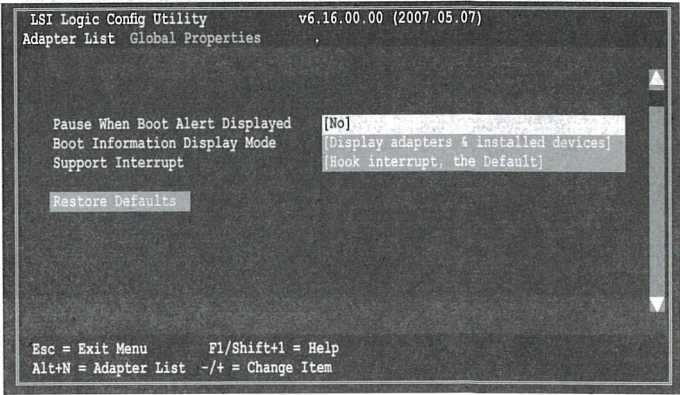 LSI Logic Config Utility v6.16.00.00 (2007.05.07)
Adapter List Global Properties
Pause When Boot Alert Displayed [No]
Boot Information Display Mode [Display adapters & installed devices]
Support Interrupt [Hook interrupt, the Default]
Restore Defaults
Esc = Exit Menu F1/Shift+1 = Help
Alt+N = Adapter List -/+ = Change Item